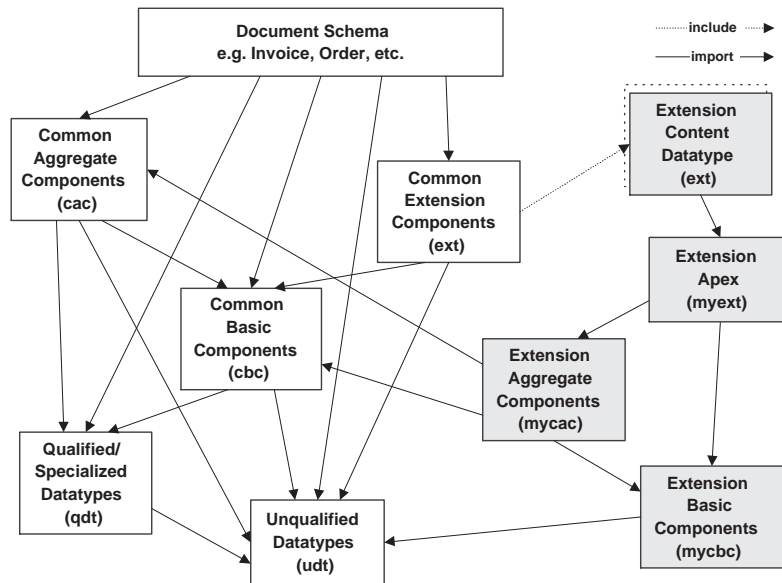 Document Schema
e.g. Invoice, Order, etc.
include
import
Common
Aggregate
Components
(cac)
Common
Extension
Components
(ext)
Extension
Content
Datatype
(ext)
Extension
Apex
(myext)
Common
Basic
Components
(cbc)
Extension
Aggregate
Components
(mycac)
Qualified/
Specialized
Datatypes
(qdt)
Unqualified
Datatypes
(udt)
Extension
Basic
Components
(mycbc)